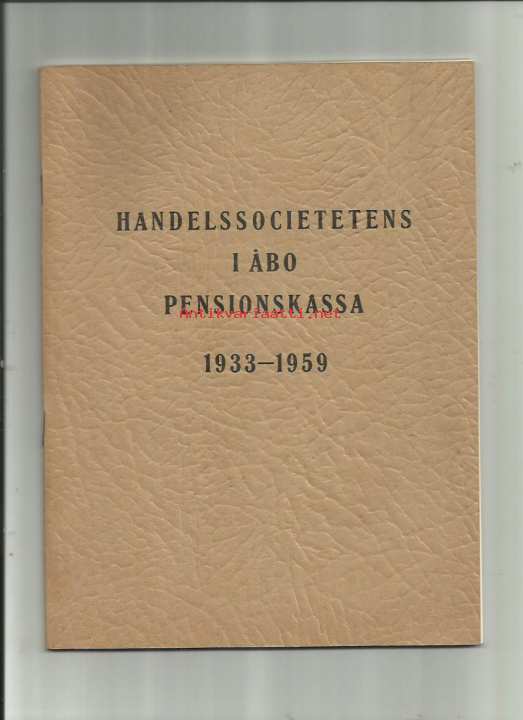 HANDELSSOCIETETENS
I ÅBO
PENSIONSKASSA
antikvariaatti.net
1933—1959